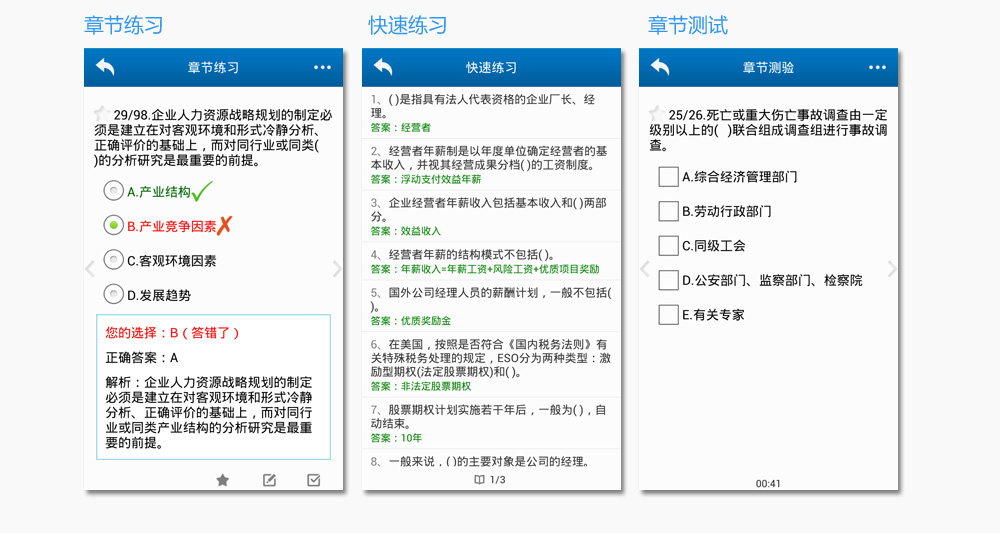 章节练习
快速练习
章节测试
章节练习
29/98.企业人力资源战略规划的制定必
须是建立在对客观环境和形式冷静分析、
正确评价的基础上，而对同行业或同类(
)的分析研究是最重要的前提。
A.产业结构
B.产业竞争因素
C.客观环境因素
D.发展趋势
您的选择：B（答错了）
正确答案：A
解析：企业人力资源战略规划的制定
必须是建立在对客观环境和形式冷静
分析、正确评价的基础上，而对同行
业或同类产业结构的分析研究是最重
要的前提。
快速练习
1、( )是指具有法人代表资格的企业厂长、经
理。
答案：经营者
2、经营者年薪制是以年度单位确定经营者的基
本收入，并视其经营成果分档( )的工资制度。
答案：浮动支付效益年薪
3、企业经营者年薪收入包括基本收入和( )两部
分。
答案：效益收入
4、经营者年薪的结构模式不包括( )。
答案：年薪收入=年薪工资+风险工资+优质项目奖励
5、国外公司经理人员的薪酬计划，一般不包括(
)。
答案：优质奖励金
6、在美国，按照是否符合《国内税务法则》有
关特殊税务处理的规定，ESO分为两种类型：激
励型期权(法定股票期权)和( )。
答案：非法定股票期权
7、股票期权计划实施若干年后，一般为( )，自
动结束。
答案：10年
8、一般来说，( )的主要对象是公司的经理。
1/3
章节测验
25/26.死亡或重大伤亡事故调查由一定
级别以上的( )联合组成调查组进行事故调
查。
A.综合经济管理部门
B.劳动行政部门
C.同级工会
D.公安部门、监察部门、检察院
E.有关专家
00:41